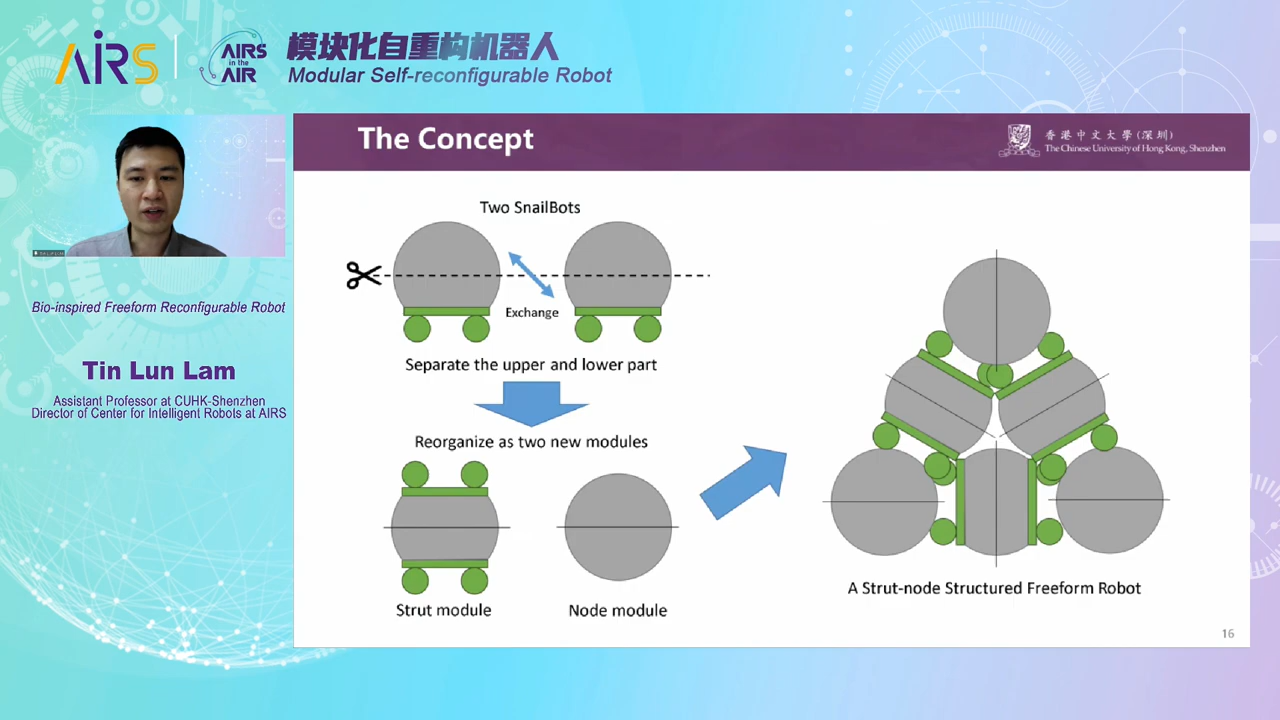 AIRS
AIRS
in the
AIR
模块化自重构机器人
Modular Self-reconfigurable Robot
The Concept
香港中文大學(深圳)
The Chinese University of Hong Kong, Shenzhen
Two SnailBots
Exchange
Separate the upper and lower part
Reorganize as two new modules
Strut module
Node module
A Strut-node Structured Freeform Robot
16
Bio-inspired Freeform Reconfigurable Robot
Tin Lun Lam
Assistant Professor at CUHK-Shenzhen
Director of Center for Intelligent Robots at AIRS